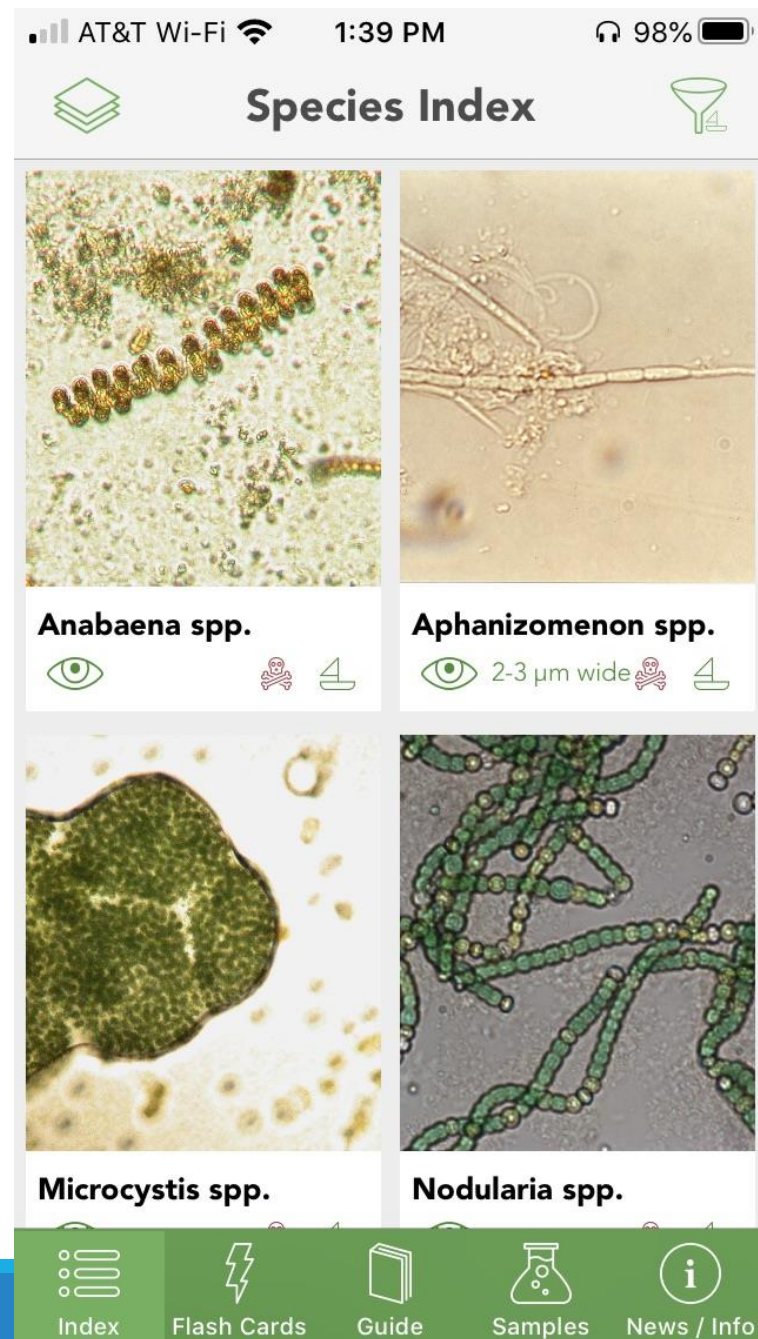 AT&T Wi-Fi 1:39 PM 98%
Species Index
Anabaena spp.
Aphanizomenon spp.
2-3 µm wide
Microcystis spp.
Nodularia spp.
Index Flash Cards Guide Samples News / Info